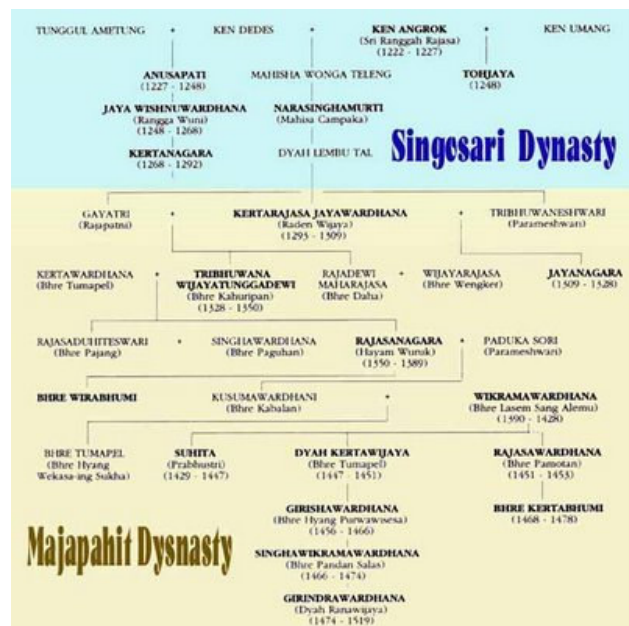 TUNGGUL AMETUNG + KEN DEDES + KEN ANGROK + KEN UMANG
(Sri Ranggah Rajasa)
(1222 - 1227)
ANUSAPATI MAHISHA WONGA TELENG TOHJAYA
(1227 - 1248) (1248)
JAYA WISHNUWARDHANA NARASINGHAMURTI
(Rangga Wuni) (Mahisa Campaka)
(1248 - 1268)
KERTANAGARA DYAH LEMBU TAL
(1268 - 1292)
Singosari Dynasty
GAYATRI + KERTARAJASA JAYAWARDHANA + TRIBHUWANESHWARI
(Rajapatni) (Raden Wijaya) (Parameshwari)
(1293 - 1309)
KERTAWARDHANA + TRIBHUWANA RAJADEWI + WIJAYARAJASA JAYANAGARA
(Bhre Tumapel) WIJAYATUNGGADEWI MAHARAJASA (Bhre Wengker) (1309 - 1328)
(Bhre Kahuripan) (Bhre Daha)
(1328 - 1350)
RAJASADUHITESWARI + SINGHAWARDHANA RAJASANAGARA + PADUKA SORI
(Bhre Pajang) (Bhre Paguhan) (Hayam Wuruk) (Parameshwari)
(1350 - 1389)
BHRE WIRABHUMI KUSUMAWARDHANI + WIKRAMAWARDHANA
(Bhre Kabalan) (Bhre Lasem Sang Alemu)
(1390 - 1428)
BHRE TUMAPEL SUHITA DYAH KERTAWIJAYA RAJASAWARDHANA
(Bhre Hyang (Prabhustri) (Bhre Tumapel) (Bhre Pamotan)
Wekasa-ing Sukha) (1429 - 1447) (1447 - 1451) (1451 - 1453)
GIRISHAWARDHANA BHRE KERTABHUMI
(Bhre Hyang Purwawisesa) (1468 - 1478)
(1456 - 1466)
SINGHAWIKRAMAWARDHANA
(Bhre Pandan Salas)
(1466 - 1474)
GIRINDRAWARDHANA
(Dyah Ranawijaya)
(1474 - 1519)
Majapahit Dysnasty